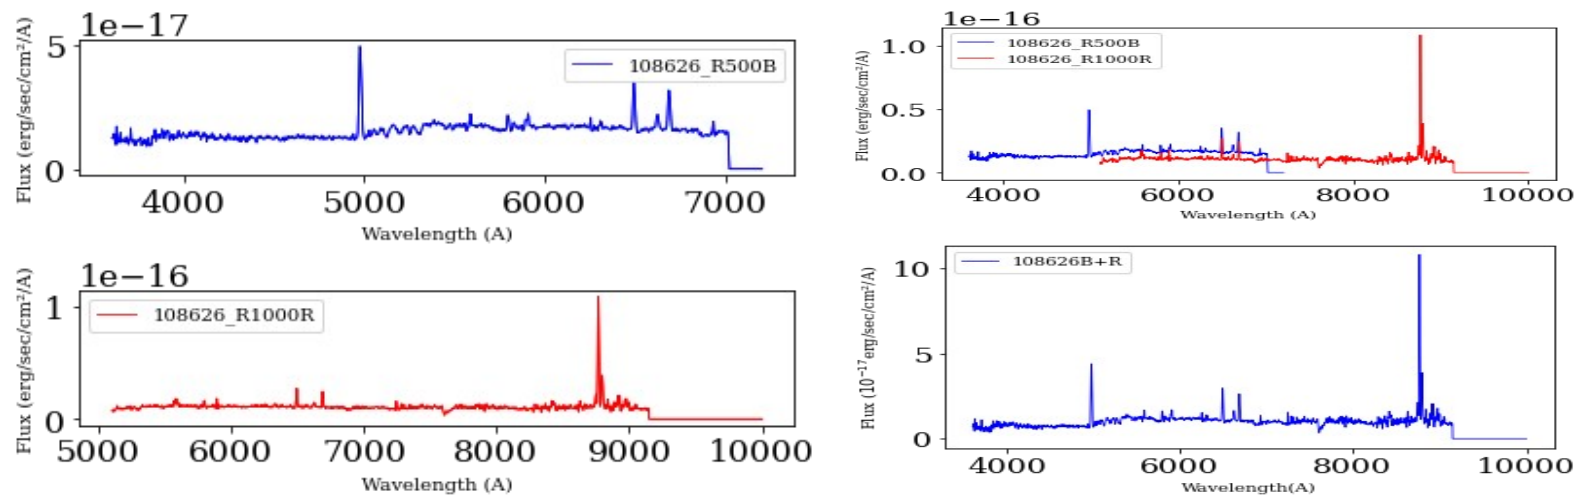 1e−17
Flux (erg/sec/cm²/A)
5
0
108626_R500B
4000 5000 6000 7000
Wavelength (A)
1e−16
Flux (erg/sec/cm²/A)
1
0
108626_R1000R
5000 6000 7000 8000 9000 10000
Wavelength (A)
1e−16
Flux (erg/sec/cm²/A)
1.0
0.5
0.0
108626_R500B
108626_R1000R
4000 6000 8000 10000
Wavelength (A)
Flux (10⁻¹⁷erg/sec/cm²/A)
10
5
0
108626B+R
4000 6000 8000 10000
Wavelength(A)